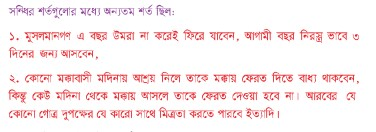 সন্ধির শর্তগুলোর মধ্যে অন্যতম শর্ত ছিল:
১. মুসলমানগণ এ বছর উমরা না করেই ফিরে যাবেন, আগামী বছর নিরস্ত্র ভাবে ৩
দিনের জন্য আসবেন,
২. কোনো মক্কাবাসী মদিনায় আশ্রয় নিলে তাকে মক্কায় ফেরত দিতে বাধ্য থাকবেন,
কিন্তু কেউ মদিনা থেকে মক্কায় আসলে তাকে ফেরত দেওয়া হবে না। আরবের যে
কোনো গোত্র দুপক্ষের যে কারো সাথে মিত্রতা করতে পারবে ইত্যাদি।